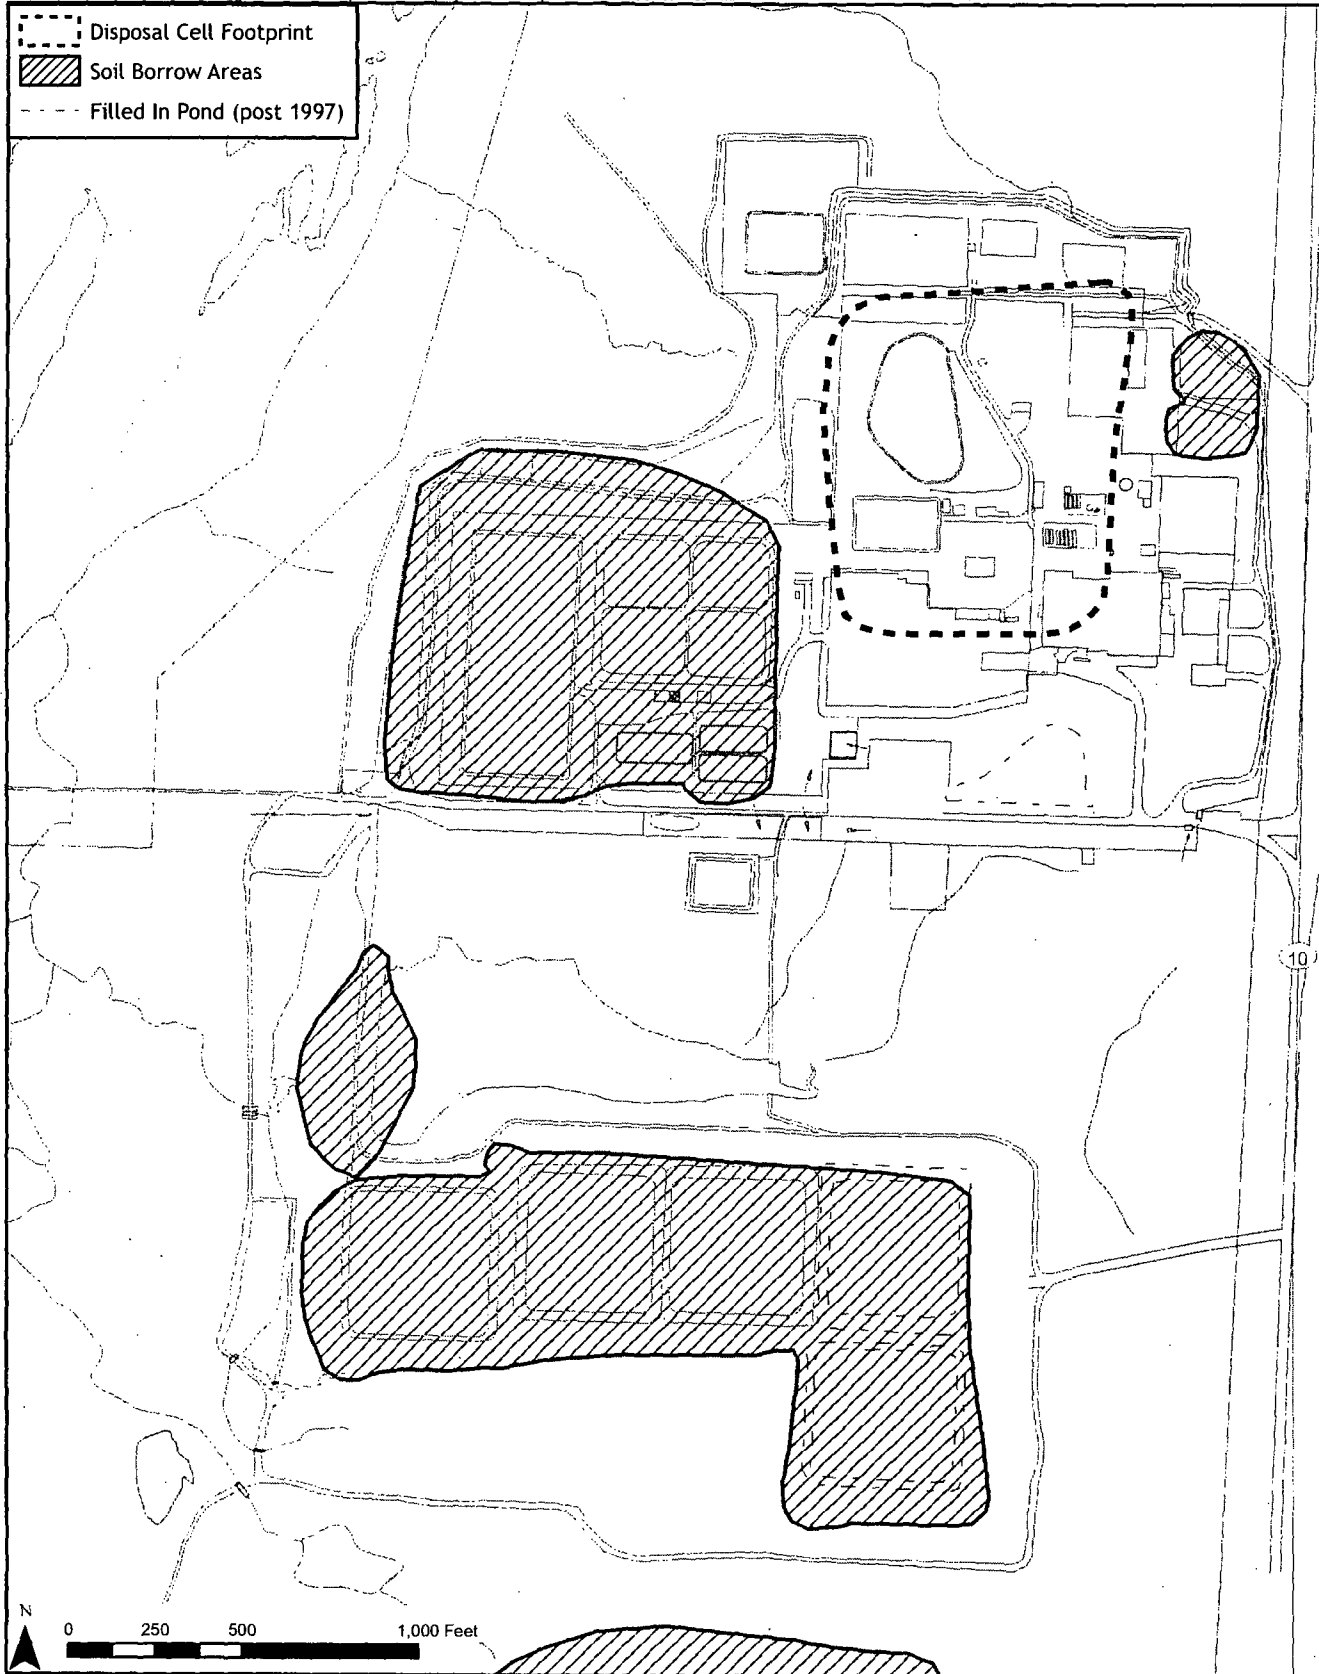 Disposal Cell Footprint
Soil Borrow Areas
Filled In Pond (post 1997)
10
N
0 250 500 1,000 Feet